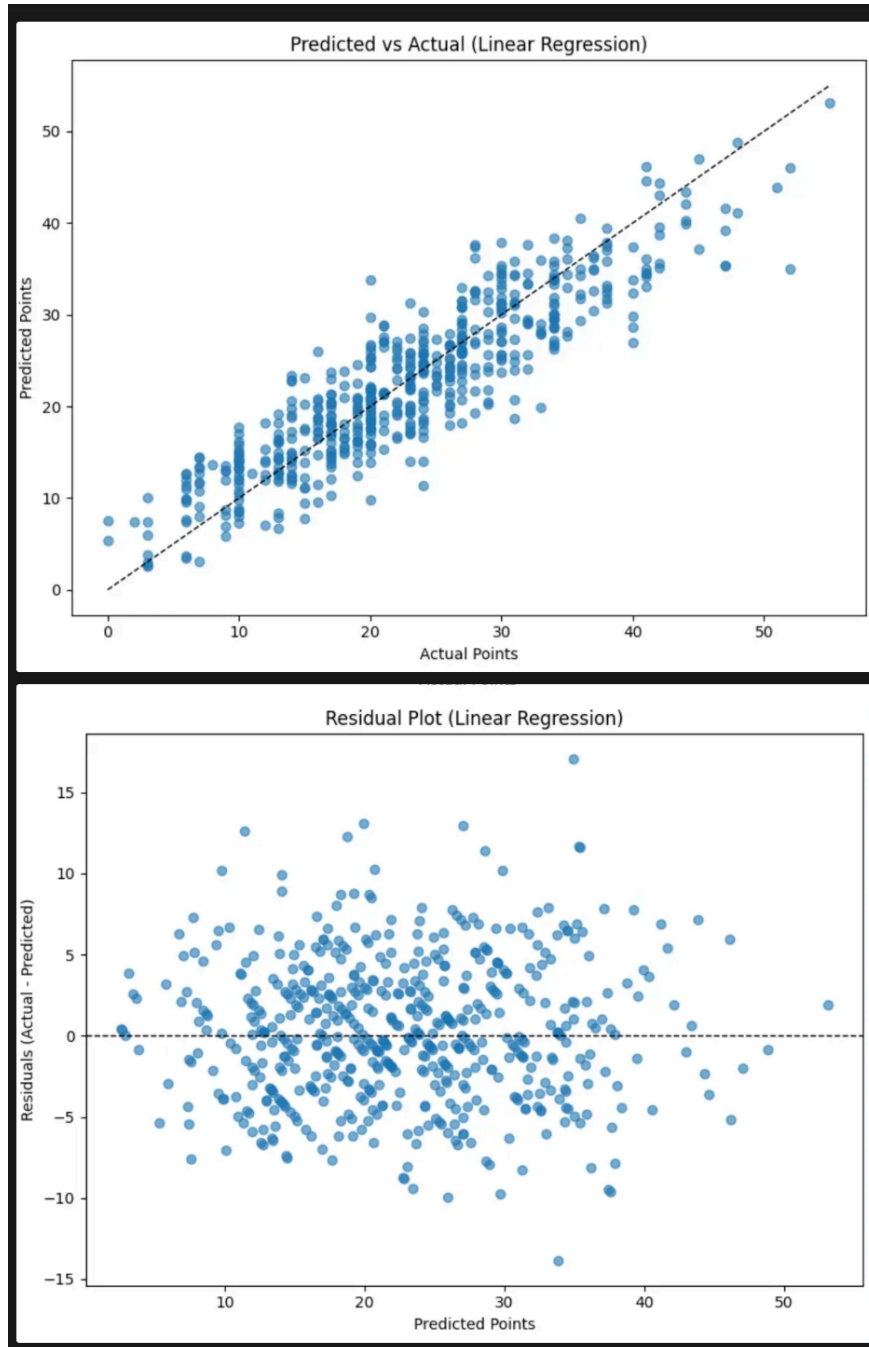 Predicted vs Actual (Linear Regression)
Predicted Points
50
40
30
20
10
0
0 10 20 30 40 50
Actual Points
Residual Plot (Linear Regression)
Residuals (Actual - Predicted)
15
10
5
0
−5
−10
−15
10 20 30 40 50
Predicted Points